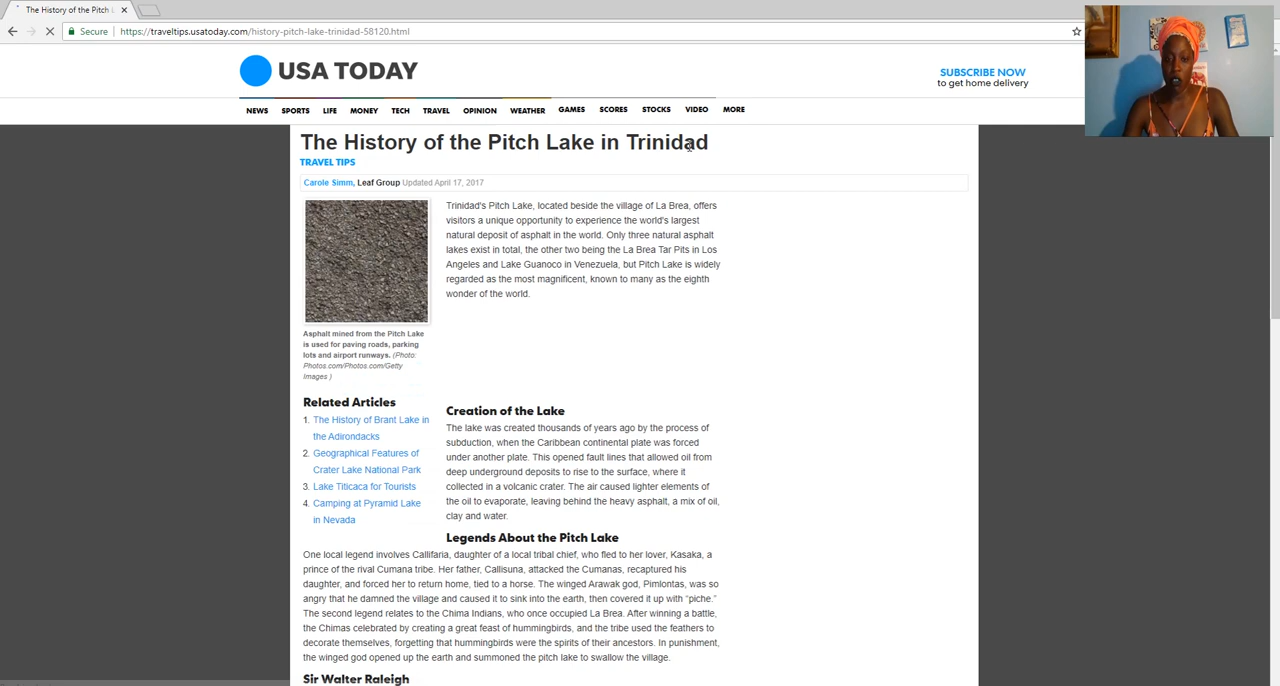 The History of the Pitch L
Secure https://traveltips.usatoday.com/history-pitch-lake-trinidad-58120.html
USA TODAY
SUBSCRIBE NOW
to get home delivery
NEWS SPORTS LIFE MONEY TECH TRAVEL OPINION WEATHER GAMES SCORES STOCKS VIDEO MORE
The History of the Pitch Lake in Trinidad
TRAVEL TIPS
Carole Simm, Leaf Group Updated April 17, 2017
Trinidad's Pitch Lake, located beside the village of La Brea, offers
visitors a unique opportunity to experience the world's largest
natural deposit of asphalt in the world. Only three natural asphalt
lakes exist in total, the other two being the La Brea Tar Pits in Los
Angeles and Lake Guanoco in Venezuela, but Pitch Lake is widely
regarded as the most magnificent, known to many as the eighth
wonder of the world.
Asphalt mined from the Pitch Lake
is used for paving roads, parking
lots and airport runways. (Photo:
Photos.com/Photos.com/Getty
Images )
Related Articles
1. The History of Brant Lake in
the Adirondacks
2. Geographical Features of
Crater Lake National Park
3. Lake Titicaca for Tourists
4. Camping at Pyramid Lake
in Nevada
Creation of the Lake
The lake was created thousands of years ago by the process of
subduction, when the Caribbean continental plate was forced
under another plate. This opened fault lines that allowed oil from
deep underground deposits to rise to the surface, where it
collected in a volcanic crater. The air caused lighter elements of
the oil to evaporate, leaving behind the heavy asphalt, a mix of oil,
clay and water.
Legends About the Pitch Lake
One local legend involves Callifaria, daughter of a local tribal chief, who fled to her lover, Kasaka, a
prince of the rival Cumana tribe. Her father, Callisuna, attacked the Cumanas, recaptured his
daughter, and forced her to return home, tied to a horse. The winged Arawak god, Pimlontas, was so
angry that he damned the village and caused it to sink into the earth, then covered it up with “piche.”
The second legend relates to the Chima Indians, who once occupied La Brea. After winning a battle,
the Chimas celebrated by creating a great feast of hummingbirds, and the tribe used the feathers to
decorate themselves, forgetting that hummingbirds were the spirits of their ancestors. In punishment,
the winged god opened up the earth and summoned the pitch lake to swallow the village.
Sir Walter Raleigh